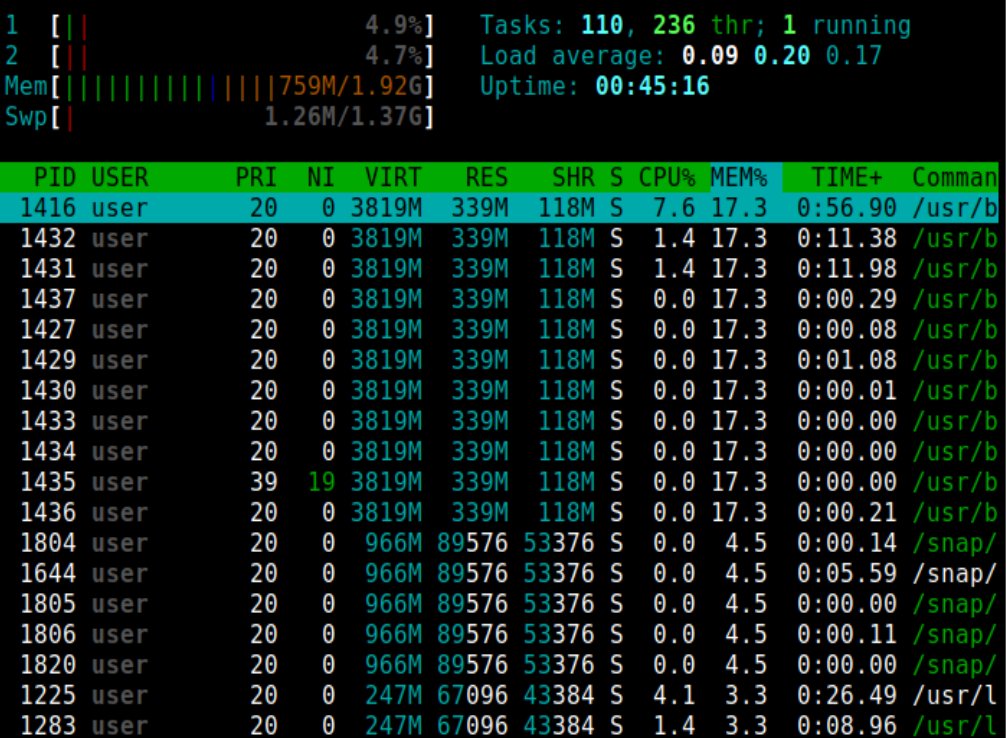 1 [|| 4.9%] Tasks: 110, 236 thr; 1 running
2 [|| 4.7%] Load average: 0.09 0.20 0.17
Mem[|||||||||||||||759M/1.92G] Uptime: 00:45:16
Swp[| 1.26M/1.37G]
PID USER PRI NI VIRT RES SHR S CPU% MEM% TIME+ Comman
1416 user 20 0 3819M 339M 118M S 7.6 17.3 0:56.90 /usr/b
1432 user 20 0 3819M 339M 118M S 1.4 17.3 0:11.38 /usr/b
1431 user 20 0 3819M 339M 118M S 1.4 17.3 0:11.98 /usr/b
1437 user 20 0 3819M 339M 118M S 0.0 17.3 0:00.29 /usr/b
1427 user 20 0 3819M 339M 118M S 0.0 17.3 0:00.08 /usr/b
1429 user 20 0 3819M 339M 118M S 0.0 17.3 0:01.08 /usr/b
1430 user 20 0 3819M 339M 118M S 0.0 17.3 0:00.01 /usr/b
1433 user 20 0 3819M 339M 118M S 0.0 17.3 0:00.00 /usr/b
1434 user 20 0 3819M 339M 118M S 0.0 17.3 0:00.00 /usr/b
1435 user 39 19 3819M 339M 118M S 0.0 17.3 0:00.00 /usr/b
1436 user 20 0 3819M 339M 118M S 0.0 17.3 0:00.21 /usr/b
1804 user 20 0 966M 89576 53376 S 0.0 4.5 0:00.14 /snap/
1644 user 20 0 966M 89576 53376 S 0.0 4.5 0:05.59 /snap/
1805 user 20 0 966M 89576 53376 S 0.0 4.5 0:00.00 /snap/
1806 user 20 0 966M 89576 53376 S 0.0 4.5 0:00.11 /snap/
1820 user 20 0 966M 89576 53376 S 0.0 4.5 0:00.00 /snap/
1225 user 20 0 247M 67096 43384 S 4.1 3.3 0:26.49 /usr/l
1283 user 20 0 247M 67096 43384 S 1.4 3.3 0:08.96 /usr/l